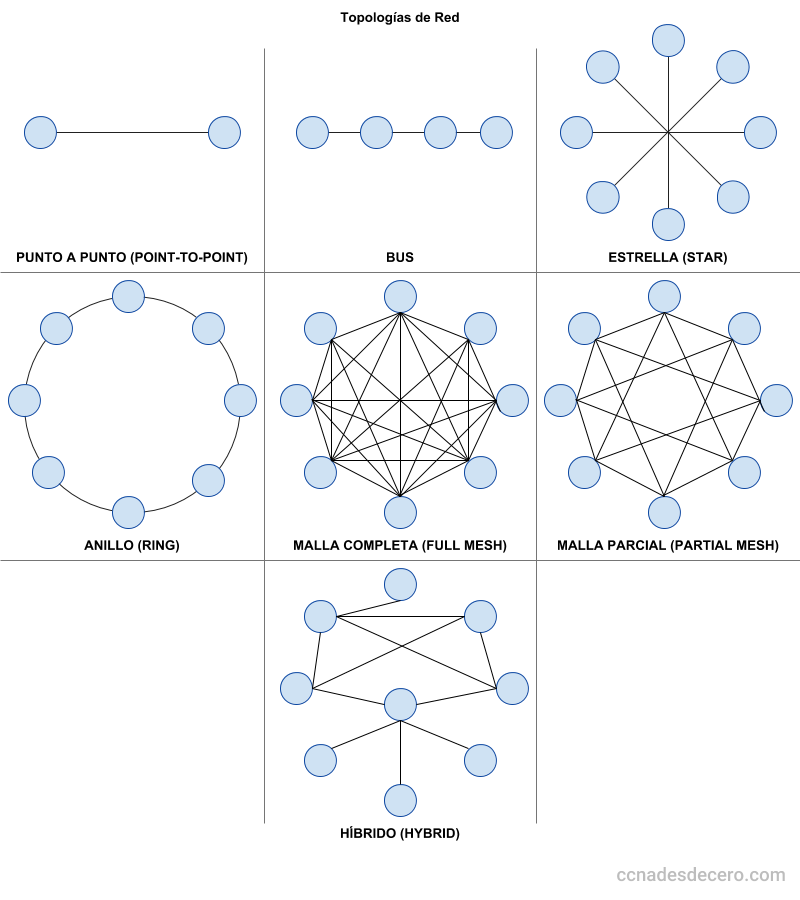 Topologías de Red
PUNTO A PUNTO (POINT-TO-POINT)
BUS
ESTRELLA (STAR)
ANILLO (RING)
MALLA COMPLETA (FULL MESH)
MALLA PARCIAL (PARTIAL MESH)
HÍBRIDO (HYBRID)
ccnadesdecero.com